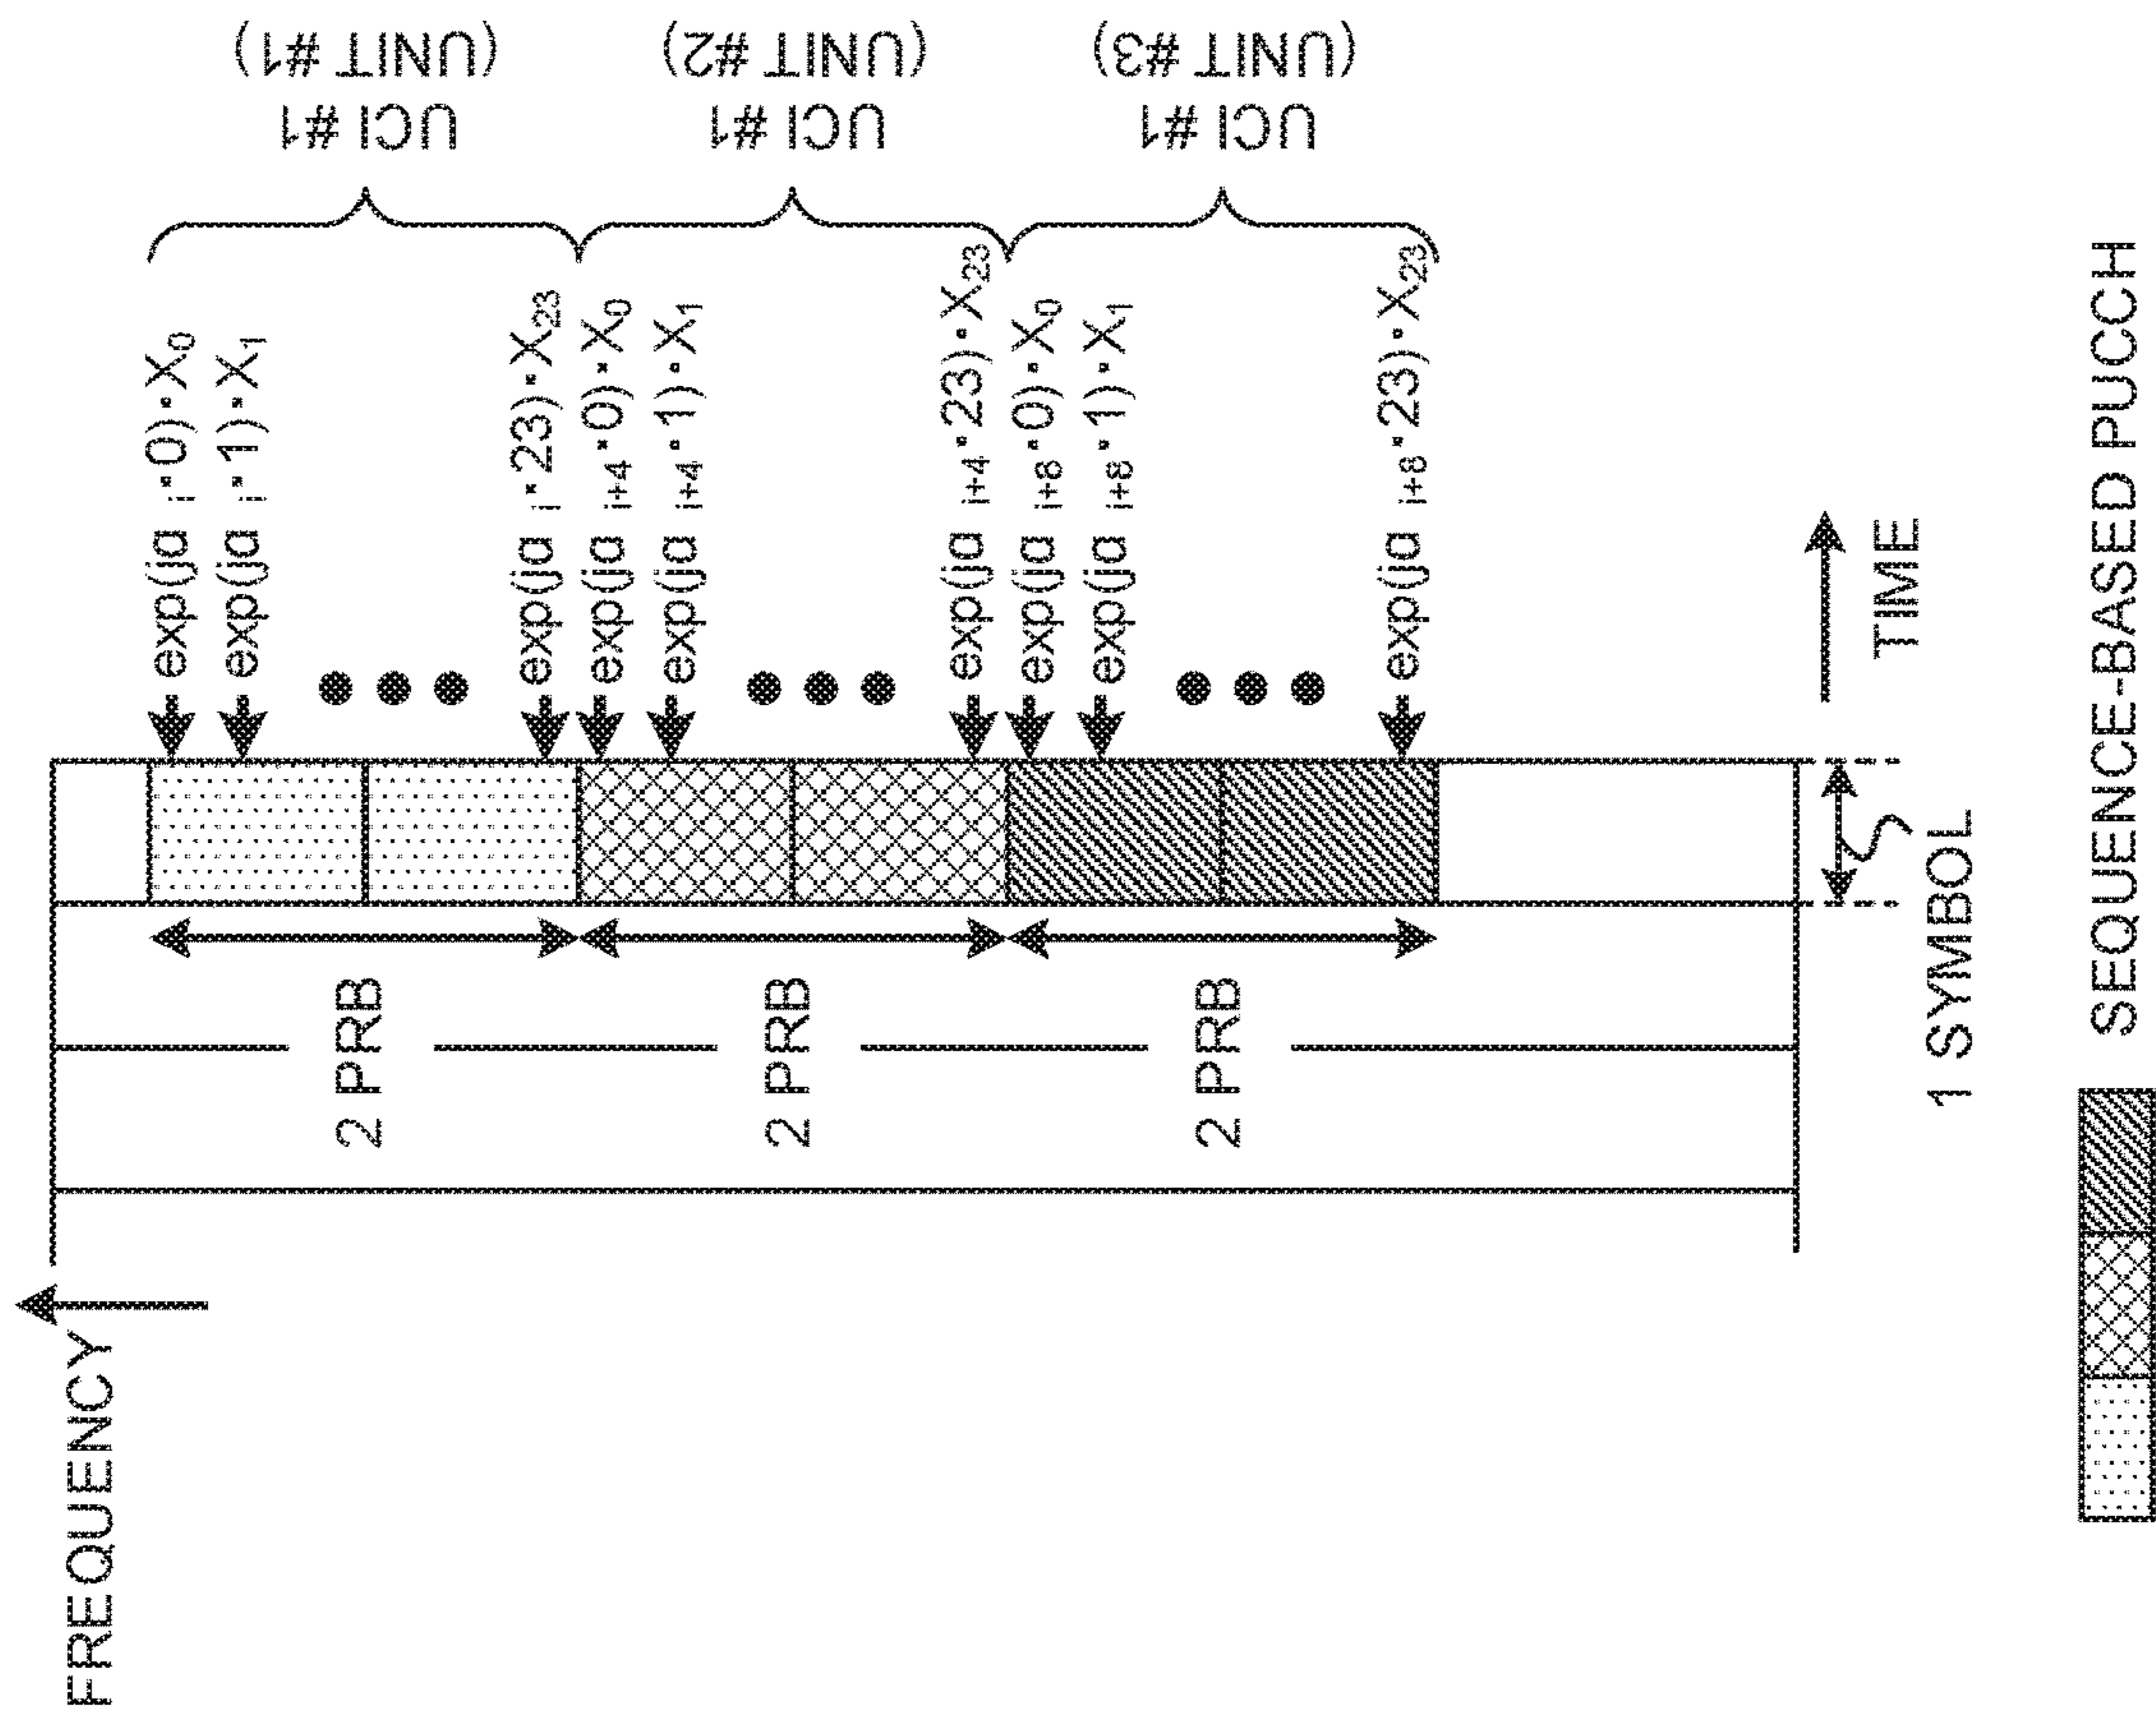 FREQUENCY
exp(jα i·0)·X0
exp(jα i·1)·X1
exp(jα i·23)·X23
exp(jα i+4·0)·X0
exp(jα i+4·1)·X1
exp(jα i+4·23)·X23
exp(jα i+8·0)·X0
exp(jα i+8·1)·X1
exp(jα i+8·23)·X23
2 PRB
2 PRB
2 PRB
UCI #1
(UNIT #1)
UCI #1
(UNIT #2)
UCI #1
(UNIT #3)
TIME
1 SYMBOL
SEQUENCE-BASED PUCCH